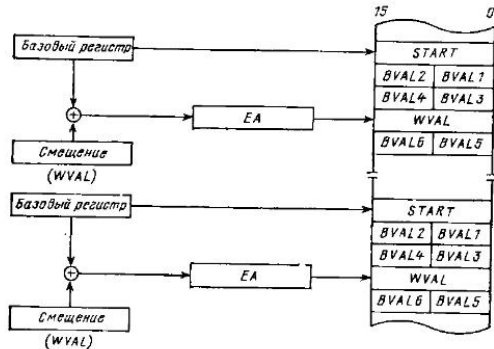 15 0
Базовый регистр
START
BVAL2 BVAL1
BVAL4 BVAL3
EA
WVAL
BVAL6 BVAL5
Смещение
(WVAL)
Базовый регистр
START
BVAL2 BVAL1
BVAL4 BVAL3
EA
WVAL
BVAL6 BVAL5
Смещение
(WVAL)